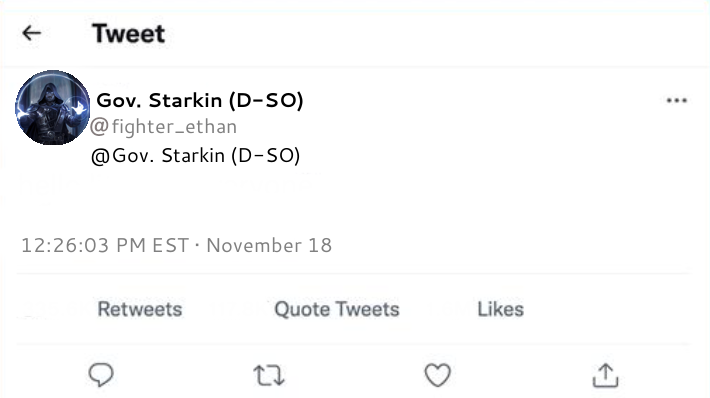 Tweet
Gov. Starkin (D-SO)
@fighter_ethan
@Gov. Starkin (D-SO)
12:26:03 PM EST · November 18
Retweets Quote Tweets Likes